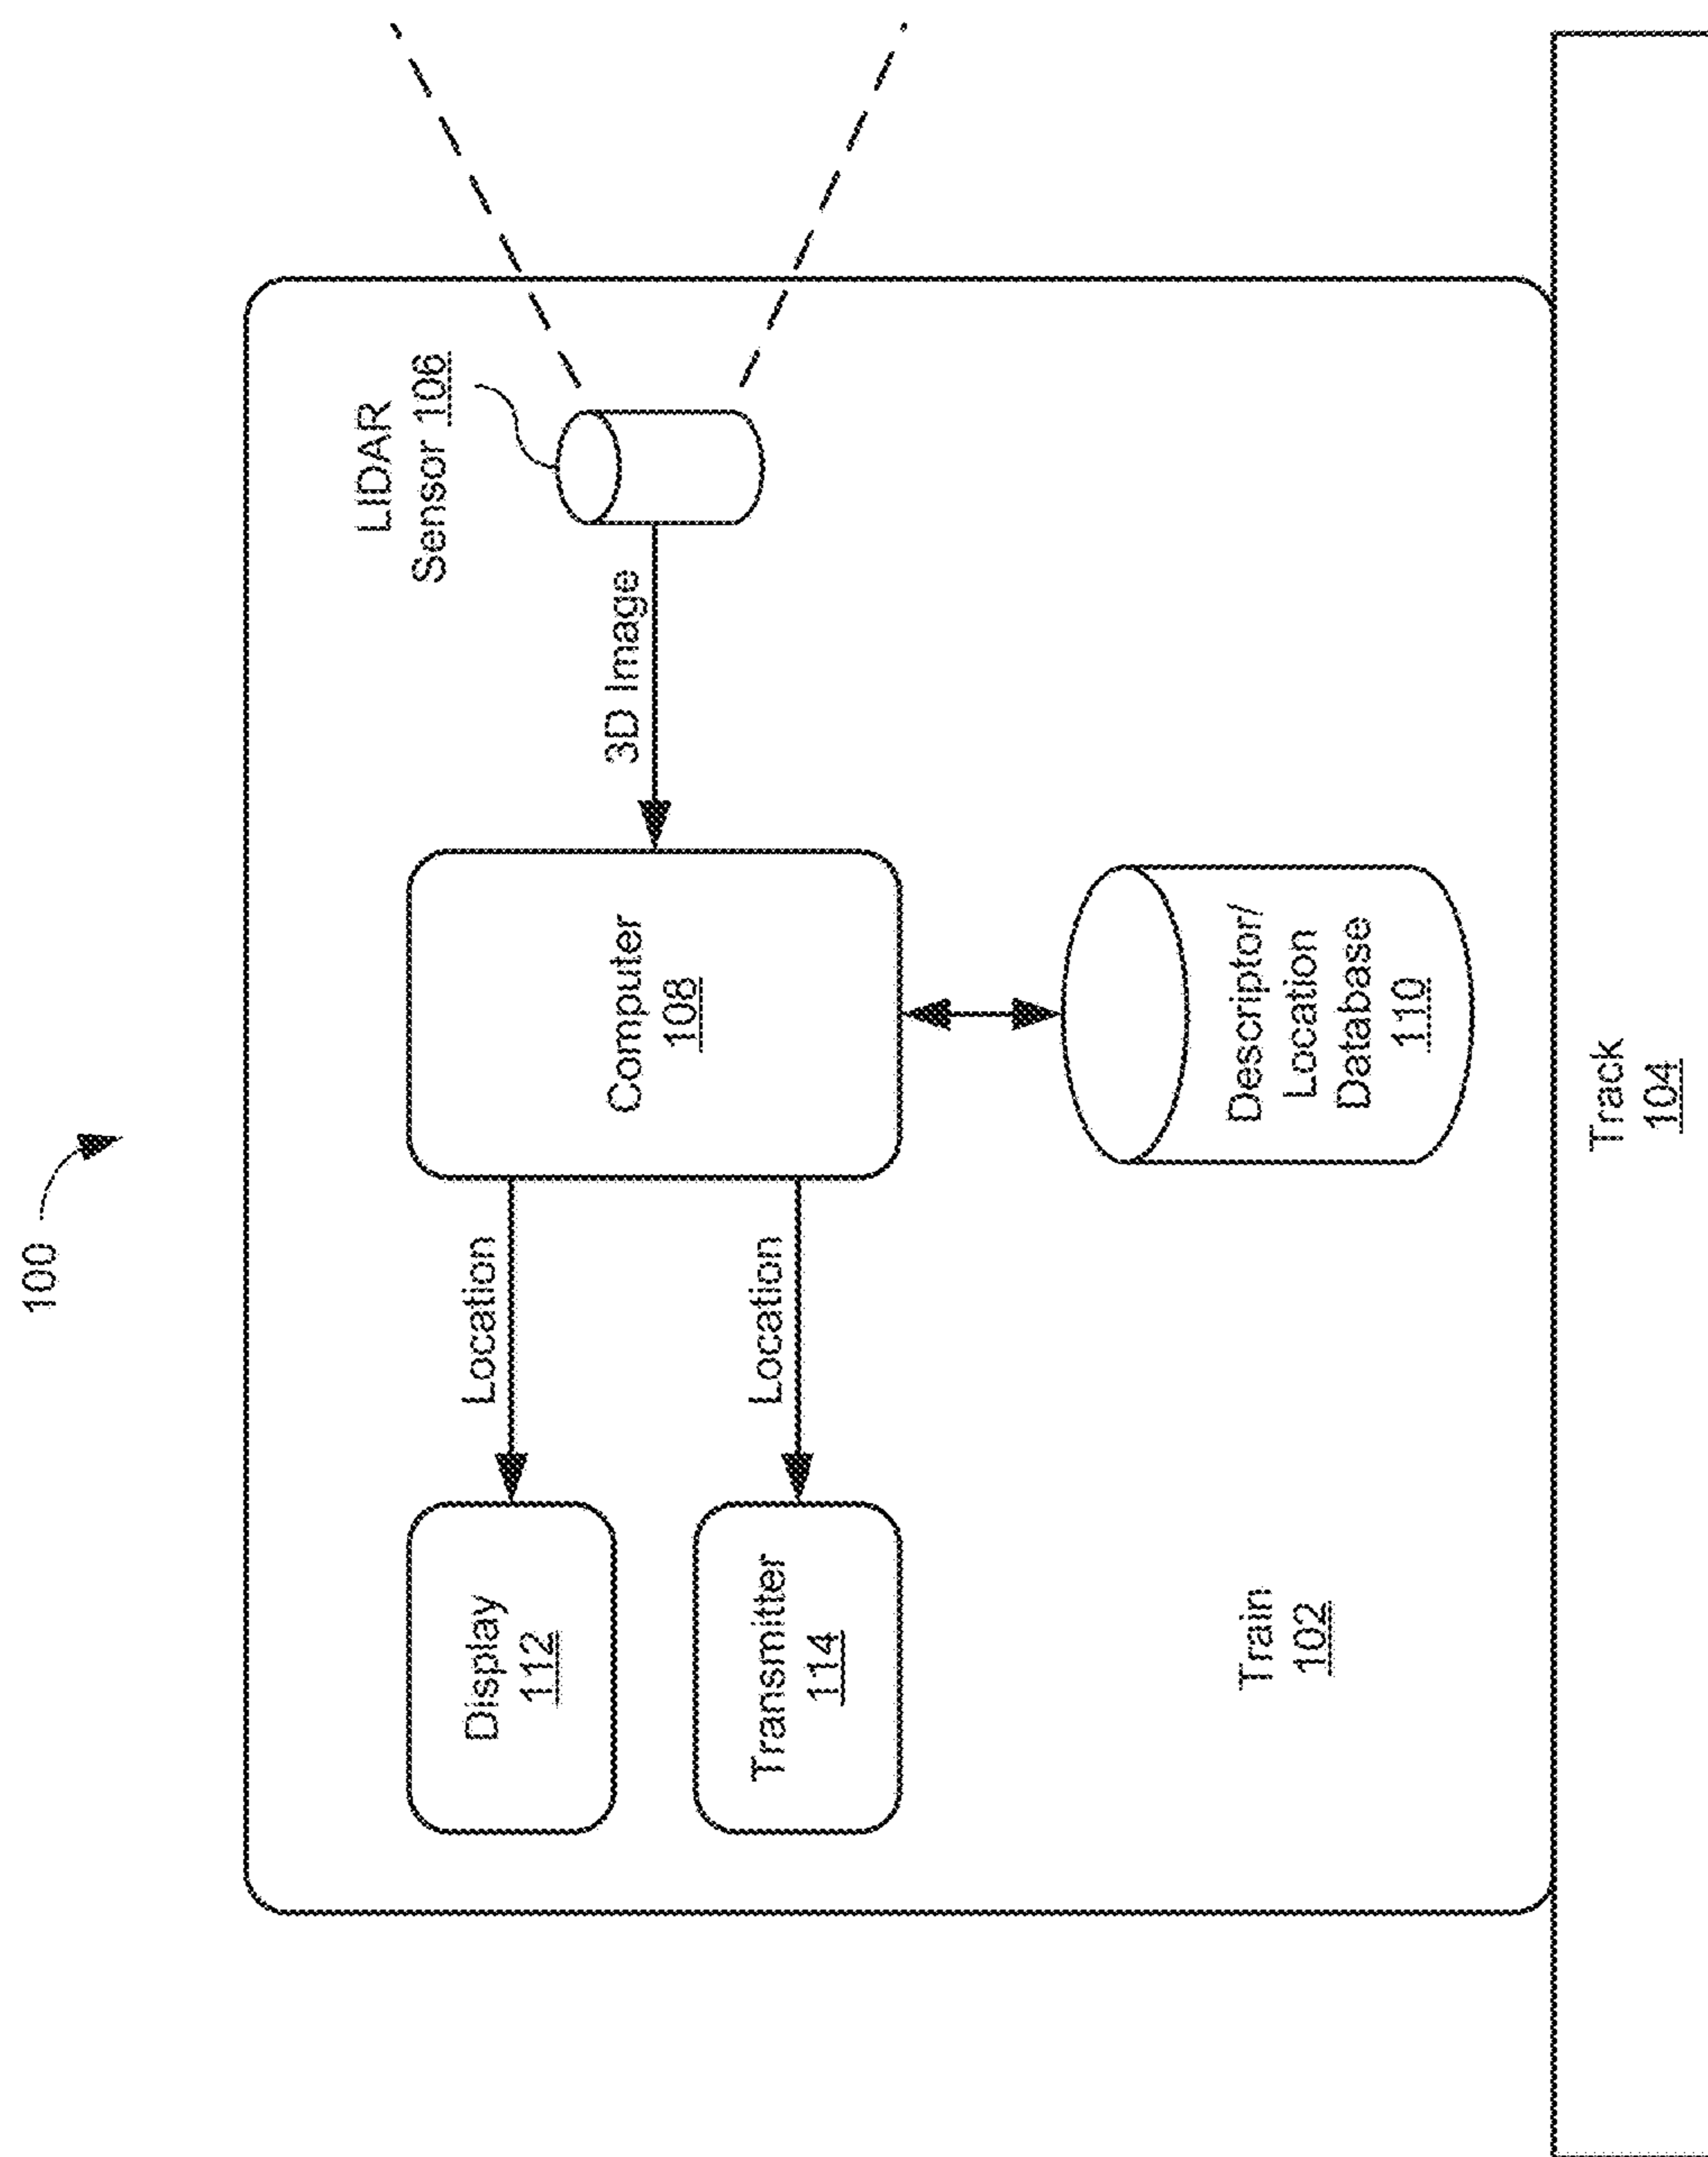 100
LIDAR
Sensor 106
3D Image
Computer
108
Location
Location
Display
112
Transmitter
114
Descriptor/
Location
Database
110
Train
102
Track
104